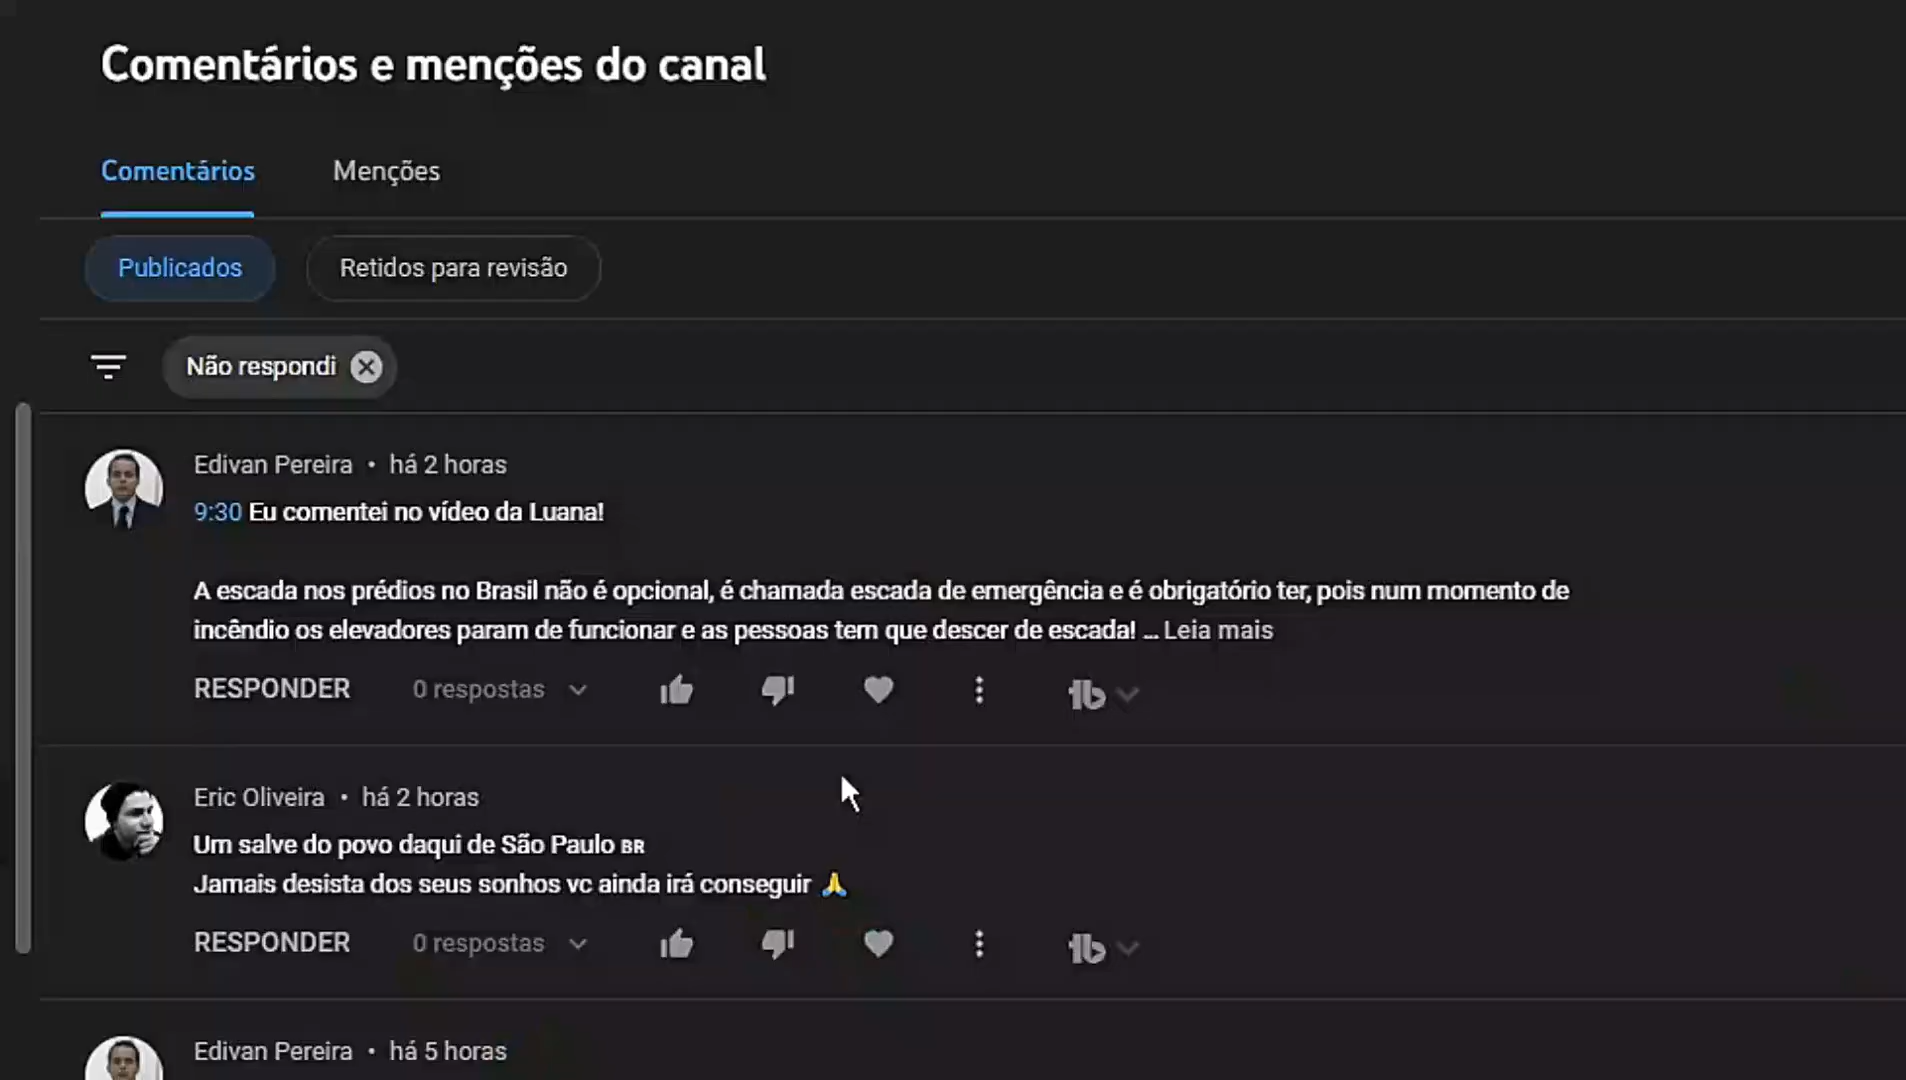 Comentários e menções do canal
Comentários Menções
Publicados Retidos para revisão
Não respondi
Edivan Pereira • há 2 horas
9:30 Eu comentei no vídeo da Luana!
A escada nos prédios no Brasil não é opcional, é chamada escada de emergência e é obrigatório ter, pois num momento de
incêndio os elevadores param de funcionar e as pessoas tem que descer de escada! ... Leia mais
RESPONDER 0 respostas
Eric Oliveira • há 2 horas
Um salve do povo daqui de São Paulo BR
Jamais desista dos seus sonhos vc ainda irá conseguir 🙏
RESPONDER 0 respostas
Edivan Pereira • há 5 horas